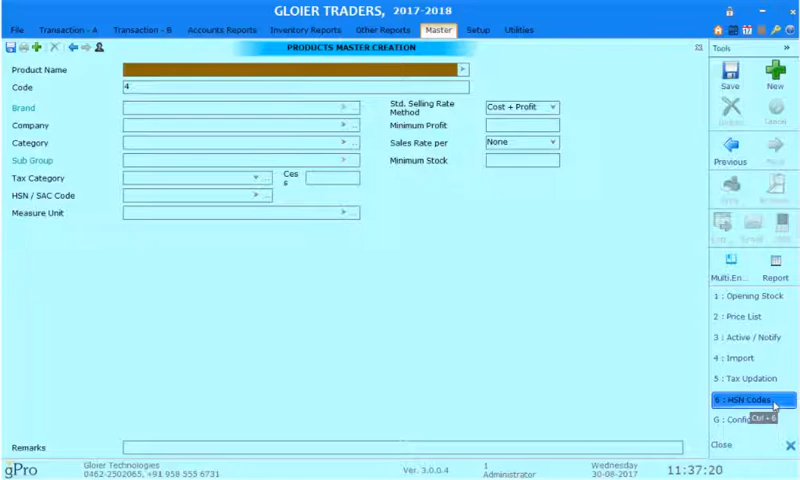 GLOIER TRADERS, 2017-2018
File Transaction - A Transaction - B Accounts Reports Inventory Reports Other Reports Master Setup Utilities
PRODUCTS MASTER CREATION
Tools »
Product Name
Code 4
Brand
Company
Category
Sub Group
Tax Category
Ces
s
HSN / SAC Code
Measure Unit
Std. Selling Rate
Method
Cost + Profit
Minimum Profit
Sales Rate per None
Minimum Stock
Save New
Cancel
Previous
Email
Multi.En... Report
1 : Opening Stock
2 : Price List
3 : Active / Notify
4 : Import
5 : Tax Updation
6 : HSN Codes
G : Config
Ctrl + 6
Close
Remarks
gPro
Gloier Technologies
0462-2502065, +91 958 555 6731
Ver. 3.0.0.4
1
Administrator
Wednesday
30-08-2017
11:37:20